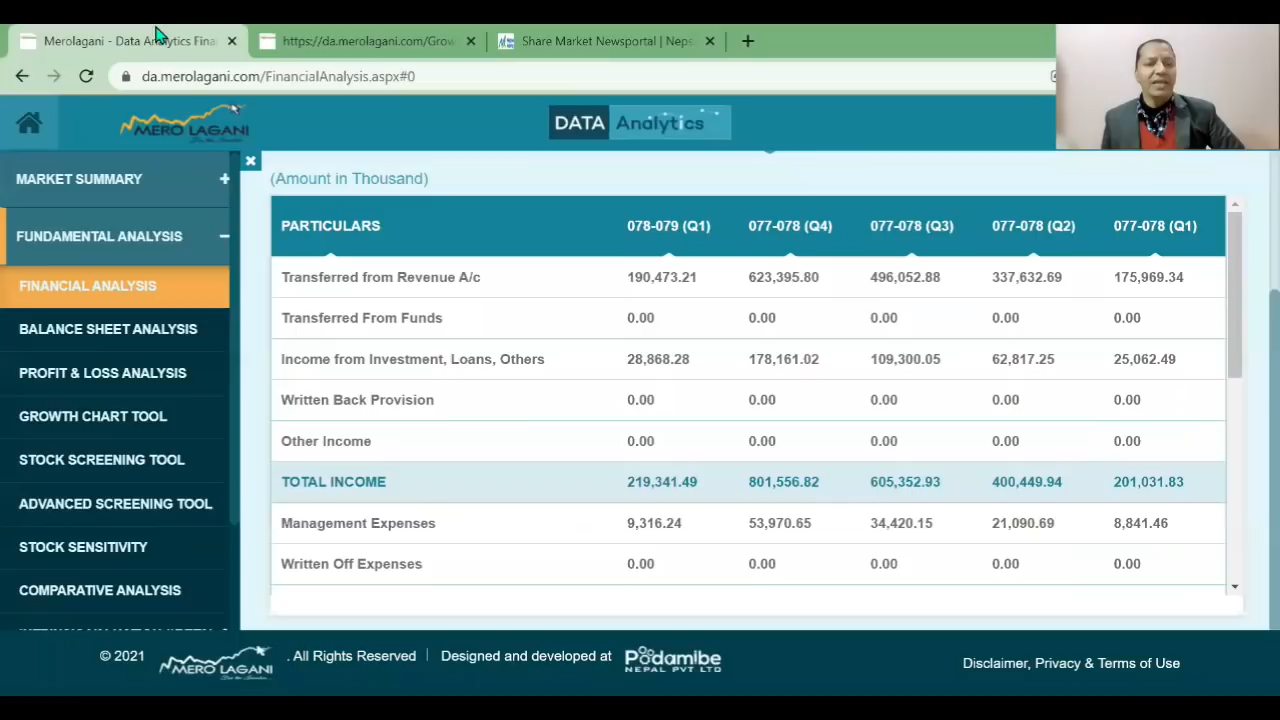 Merolagani - Data Analytics Fina
https://da.merolagani.com/Grow
Share Market Newsportal | Neps
da.merolagani.com/FinancialAnalysis.aspx#0
MERO LAGANI
DATA Analytics
MARKET SUMMARY +
FUNDAMENTAL ANALYSIS −
FINANCIAL ANALYSIS
BALANCE SHEET ANALYSIS
PROFIT & LOSS ANALYSIS
GROWTH CHART TOOL
STOCK SCREENING TOOL
ADVANCED SCREENING TOOL
STOCK SENSITIVITY
COMPARATIVE ANALYSIS
(Amount in Thousand)
PARTICULARS 078-079 (Q1) 077-078 (Q4) 077-078 (Q3) 077-078 (Q2) 077-078 (Q1)
Transferred from Revenue A/c 190,473.21 623,395.80 496,052.88 337,632.69 175,969.34
Transferred From Funds 0.00 0.00 0.00 0.00 0.00
Income from Investment, Loans, Others 28,868.28 178,161.02 109,300.05 62,817.25 25,062.49
Written Back Provision 0.00 0.00 0.00 0.00 0.00
Other Income 0.00 0.00 0.00 0.00 0.00
TOTAL INCOME 219,341.49 801,556.82 605,352.93 400,449.94 201,031.83
Management Expenses 9,316.24 53,970.65 34,420.15 21,090.69 8,841.46
Written Off Expenses 0.00 0.00 0.00 0.00 0.00
© 2021 MERO LAGANI . All Rights Reserved | Designed and developed at Podamibe NEPAL PVT LTD
Disclaimer, Privacy & Terms of Use